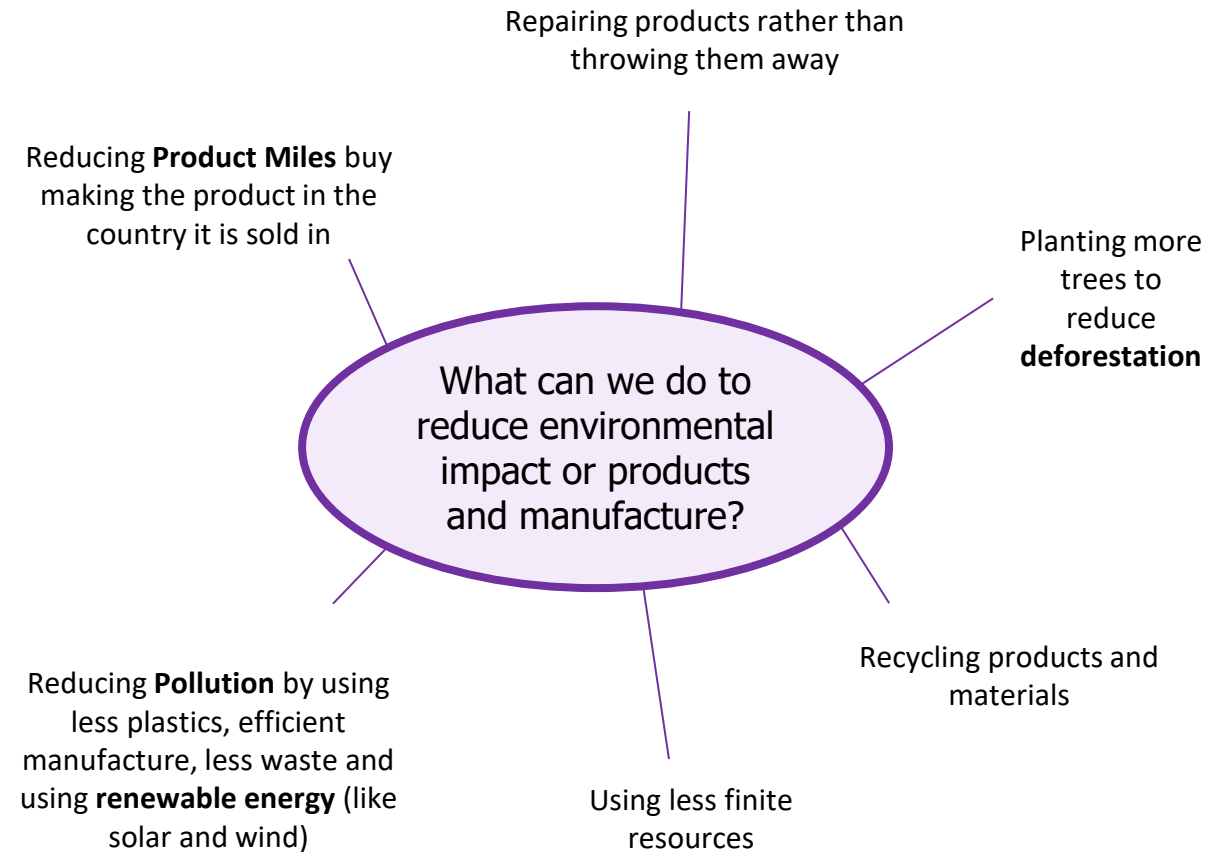 Repairing products rather than
throwing them away
Reducing Product Miles buy
making the product in the
country it is sold in
Planting more
trees to
reduce
deforestation
What can we do to
reduce environmental
impact or products
and manufacture?
Recycling products and
materials
Reducing Pollution by using
less plastics, efficient
manufacture, less waste and
using renewable energy (like
solar and wind)
Using less finite
resources